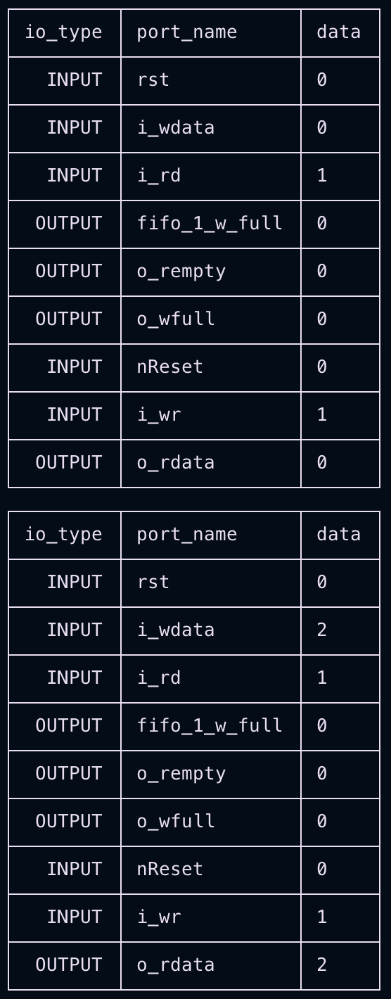 io_type port_name data
INPUT rst 0
INPUT i_wdata 0
INPUT i_rd 1
OUTPUT fifo_1_w_full 0
OUTPUT o_rempty 0
OUTPUT o_wfull 0
INPUT nReset 0
INPUT i_wr 1
OUTPUT o_rdata 0
io_type port_name data
INPUT rst 0
INPUT i_wdata 2
INPUT i_rd 1
OUTPUT fifo_1_w_full 0
OUTPUT o_rempty 0
OUTPUT o_wfull 0
INPUT nReset 0
INPUT i_wr 1
OUTPUT o_rdata 2